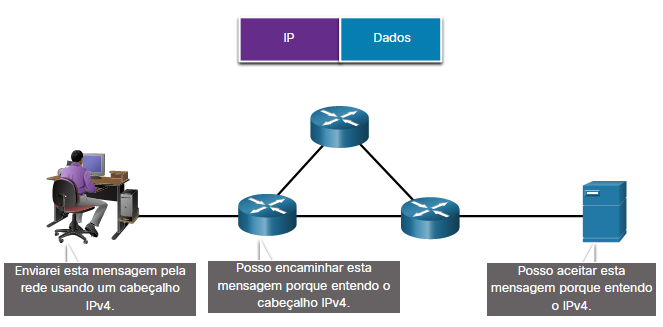 IP
Dados
Enviarei esta mensagem pela
rede usando um cabeçalho
IPv4.
Posso encaminhar esta
mensagem porque entendo o
cabeçalho IPv4.
Posso aceitar esta
mensagem porque entendo
o IPv4.